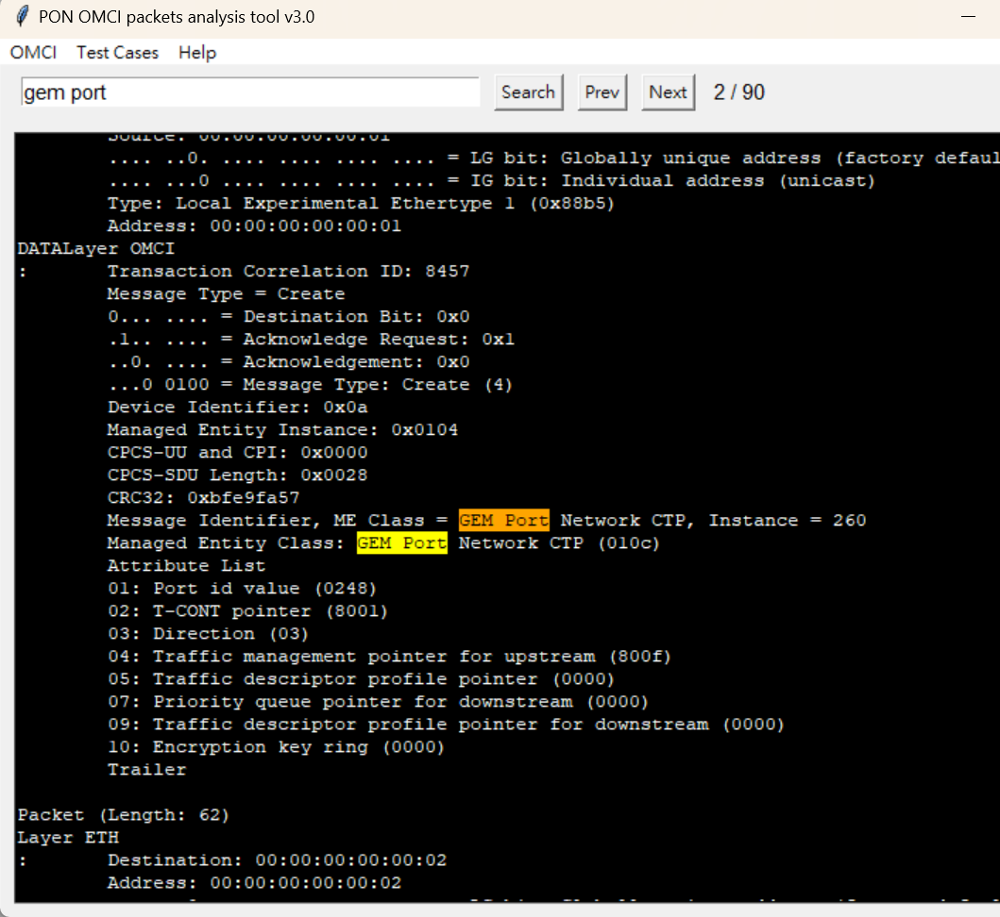 PON OMCI packets analysis tool v3.0
OMCI Test Cases Help
gem port Search Prev Next 2 / 90
Source: 00:00:00:00:00:01
.... ..0. .... .... .... .... = LG bit: Globally unique address (factory defaul
.... ...0 .... .... .... .... = IG bit: Individual address (unicast)
Type: Local Experimental Ethertype 1 (0x88b5)
Address: 00:00:00:00:00:01
DATALayer OMCI
: Transaction Correlation ID: 8457
Message Type = Create
0... .... = Destination Bit: 0x0
.1.. .... = Acknowledge Request: 0x1
..0. .... = Acknowledgement: 0x0
...0 0100 = Message Type: Create (4)
Device Identifier: 0x0a
Managed Entity Instance: 0x0104
CPCS-UU and CPI: 0x0000
CPCS-SDU Length: 0x0028
CRC32: 0xbfe9fa57
Message Identifier, ME Class = GEM Port Network CTP, Instance = 260
Managed Entity Class: GEM Port Network CTP (010c)
Attribute List
01: Port id value (0248)
02: T-CONT pointer (8001)
03: Direction (03)
04: Traffic management pointer for upstream (800f)
05: Traffic descriptor profile pointer (0000)
07: Priority queue pointer for downstream (0000)
09: Traffic descriptor profile pointer for downstream (0000)
10: Encryption key ring (0000)
Trailer
Packet (Length: 62)
Layer ETH
: Destination: 00:00:00:00:00:02
Address: 00:00:00:00:00:02